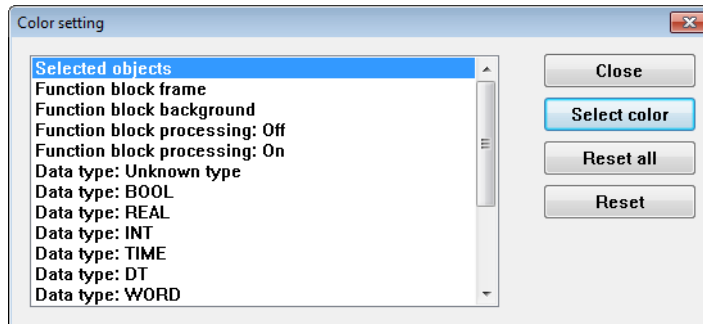 Color setting
Selected objects
Function block frame
Function block background
Function block processing: Off
Function block processing: On
Data type: Unknown type
Data type: BOOL
Data type: REAL
Data type: INT
Data type: TIME
Data type: DT
Data type: WORD
Close
Select color
Reset all
Reset